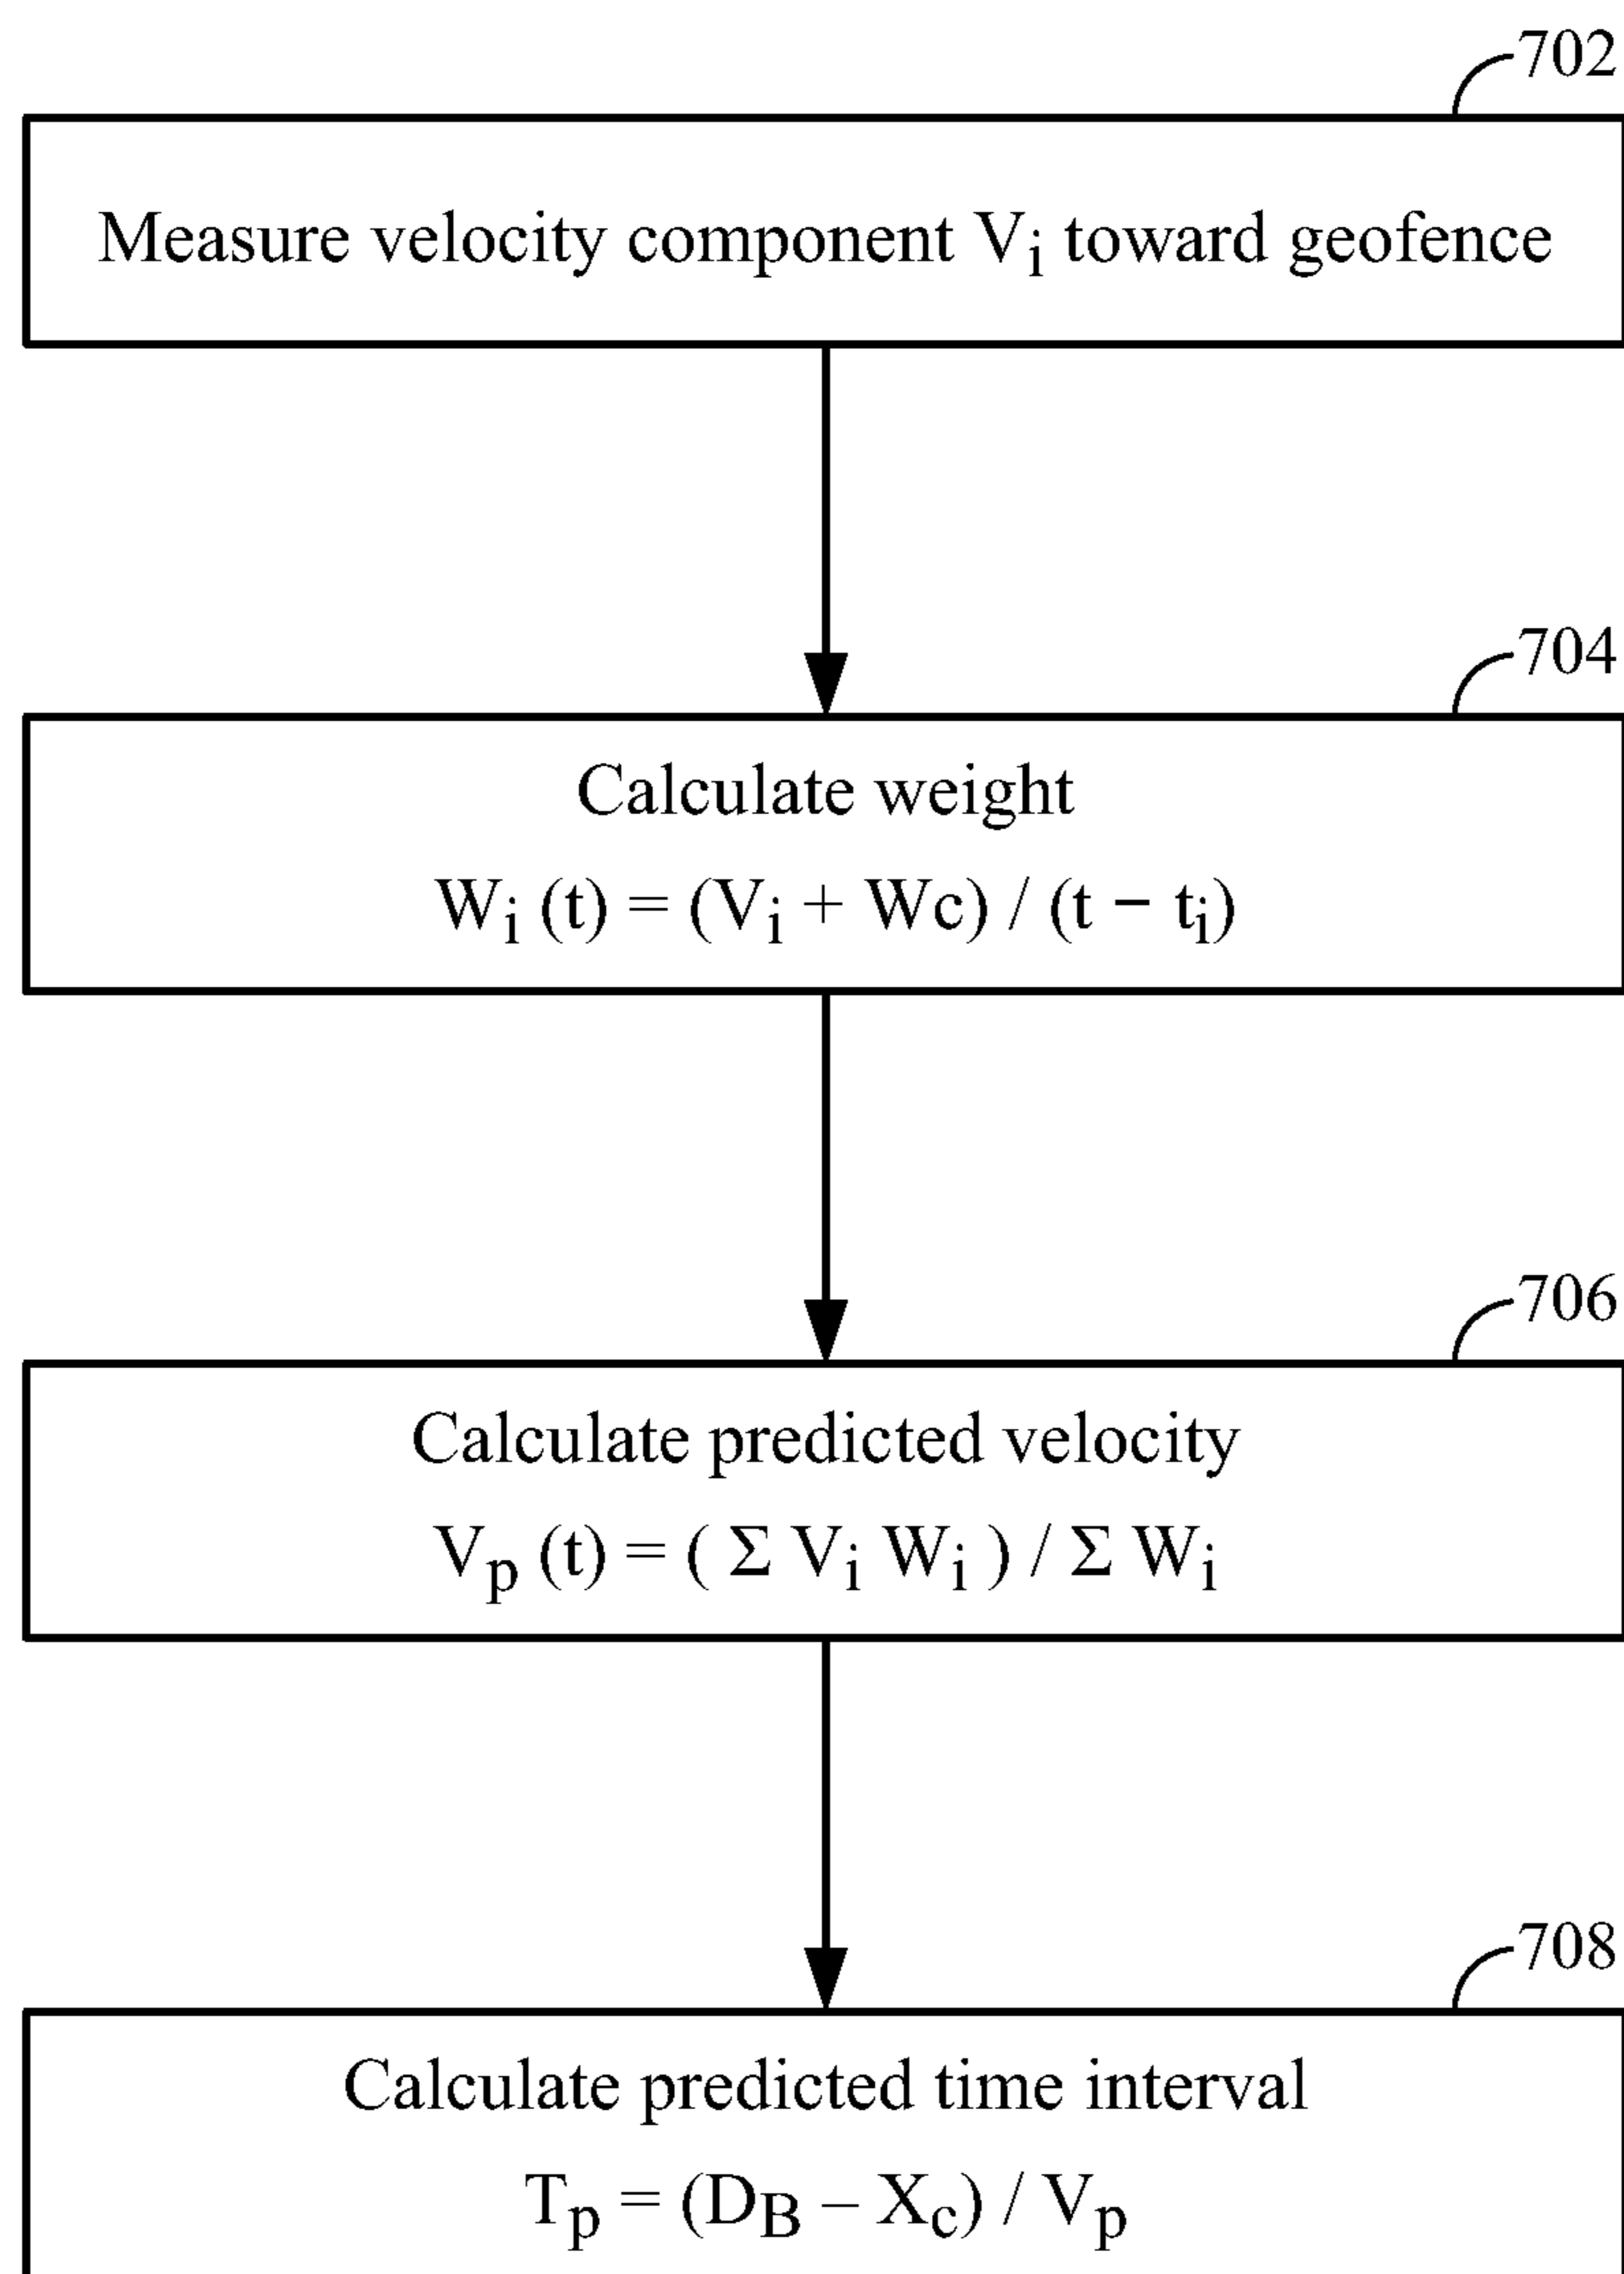 702
Measure velocity component Vi toward geofence
704
Calculate weight
Wi (t) = (Vi + Wc) / (t − ti)
706
Calculate predicted velocity
Vp (t) = ( Σ Vi Wi ) / Σ Wi
708
Calculate predicted time interval
Tp = (DB – Xc) / Vp